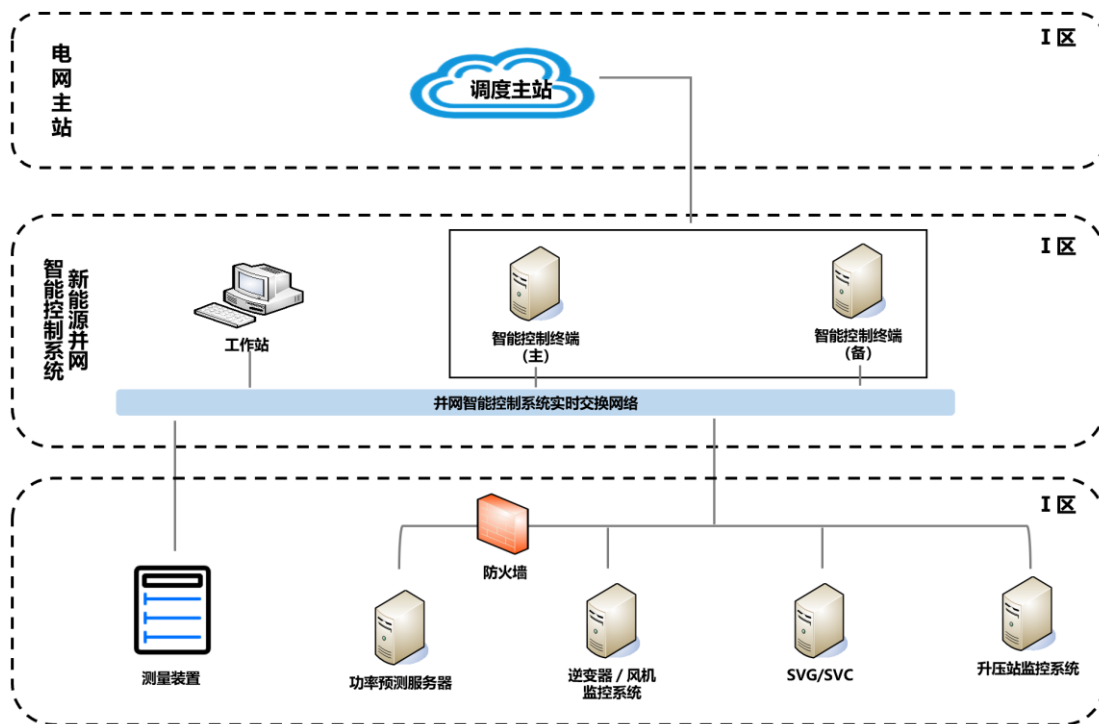 电网主站
I 区
调度主站
新能源并网
智能控制系统
I 区
工作站
智能控制终端
(主)
智能控制终端
(备)
并网智能控制系统实时交换网络
I 区
防火墙
测量装置
功率预测服务器
逆变器 / 风机
监控系统
SVG/SVC
升压站监控系统